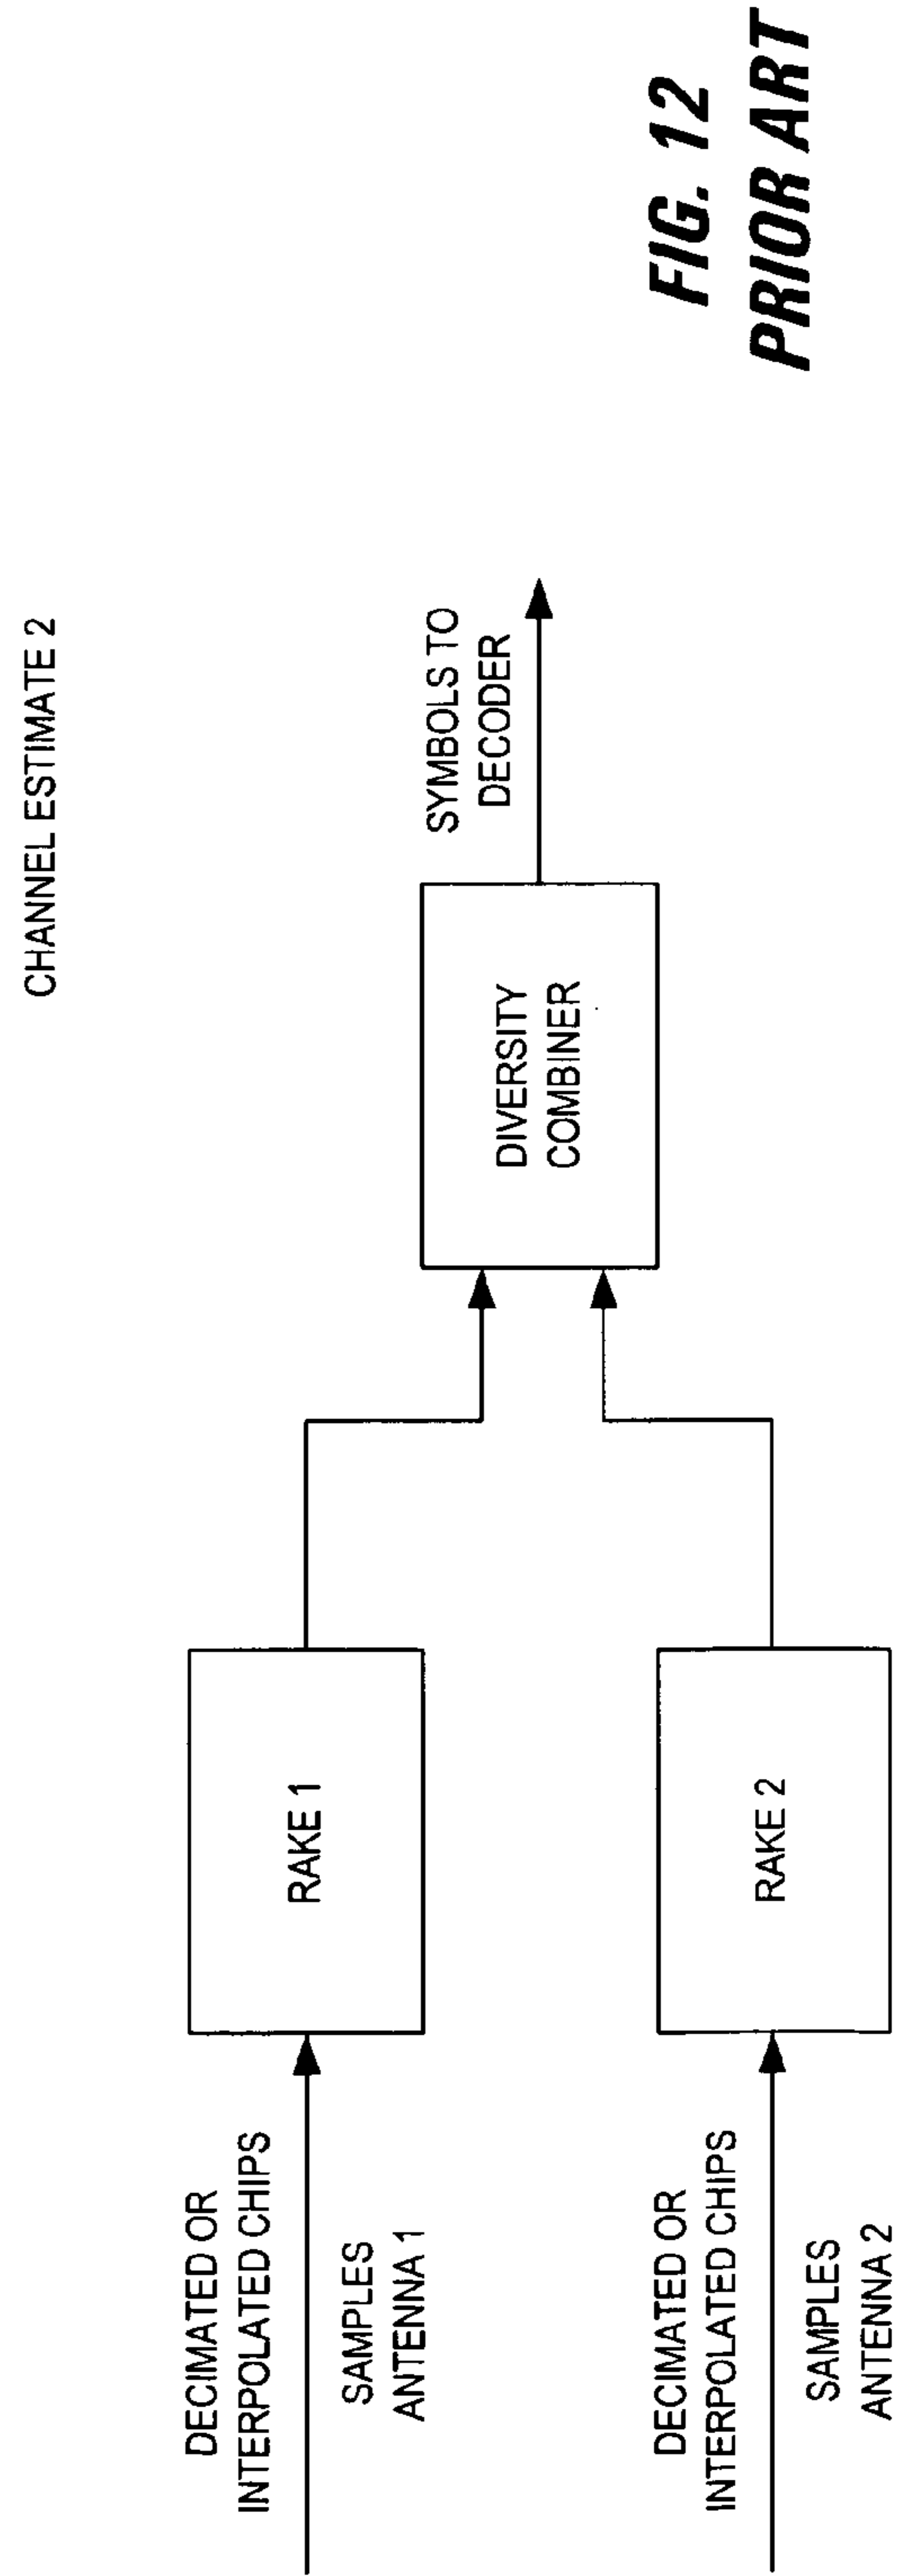 CHANNEL ESTIMATE 2
DECIMATED OR
INTERPOLATED CHIPS
SAMPLES
ANTENNA 1
RAKE 1
SYMBOLS TO
DECODER
DIVERSITY
COMBINER
DECIMATED OR
INTERPOLATED CHIPS
SAMPLES
ANTENNA 2
RAKE 2
FIG. 12
PRIOR ART